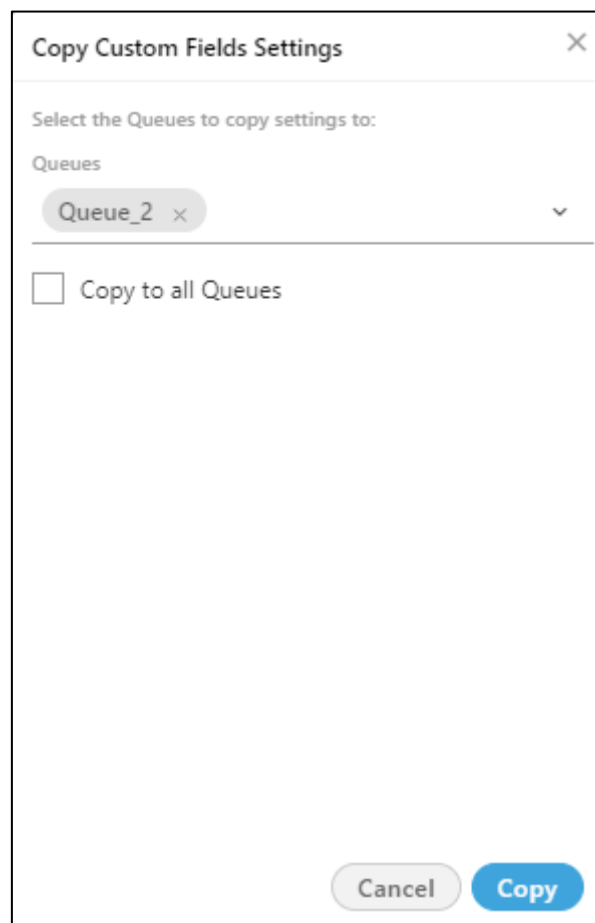 Copy Custom Fields Settings
Select the Queues to copy settings to:
Queues
Queue_2
Copy to all Queues
Cancel Copy